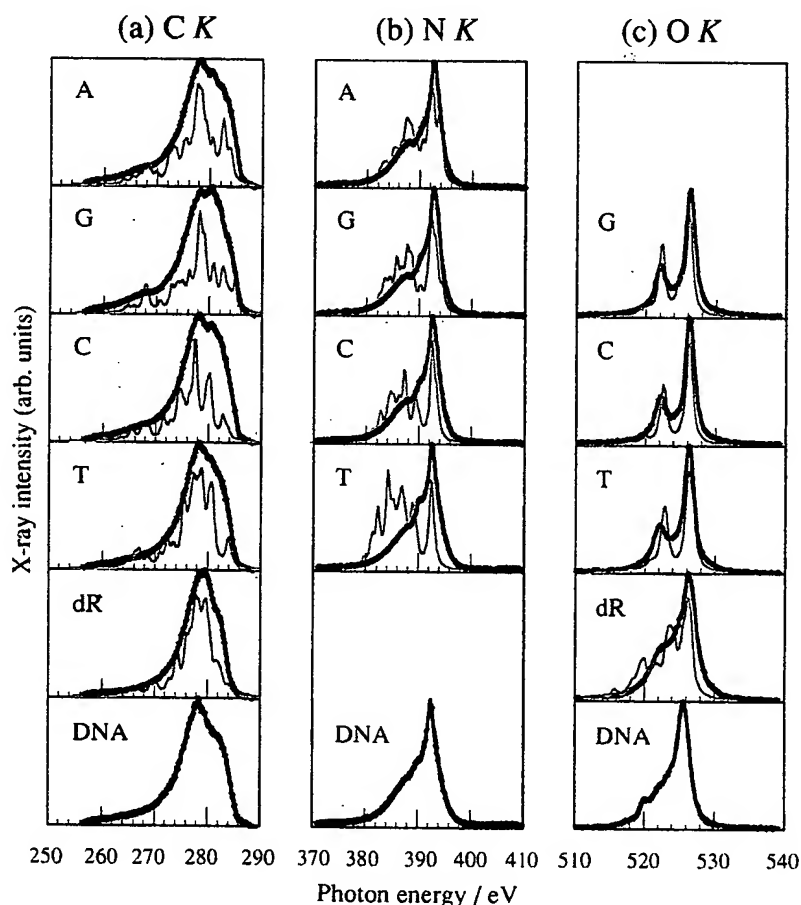 (a) C K
(b) N K
(c) O K
A
A
G
G
G
C
C
C
T
T
T
dR
dR
DNA
DNA
DNA
X-ray intensity (arb. units)
250 260 270 280 290
370 380 390 400 410
510 520 530 540
Photon energy / eV